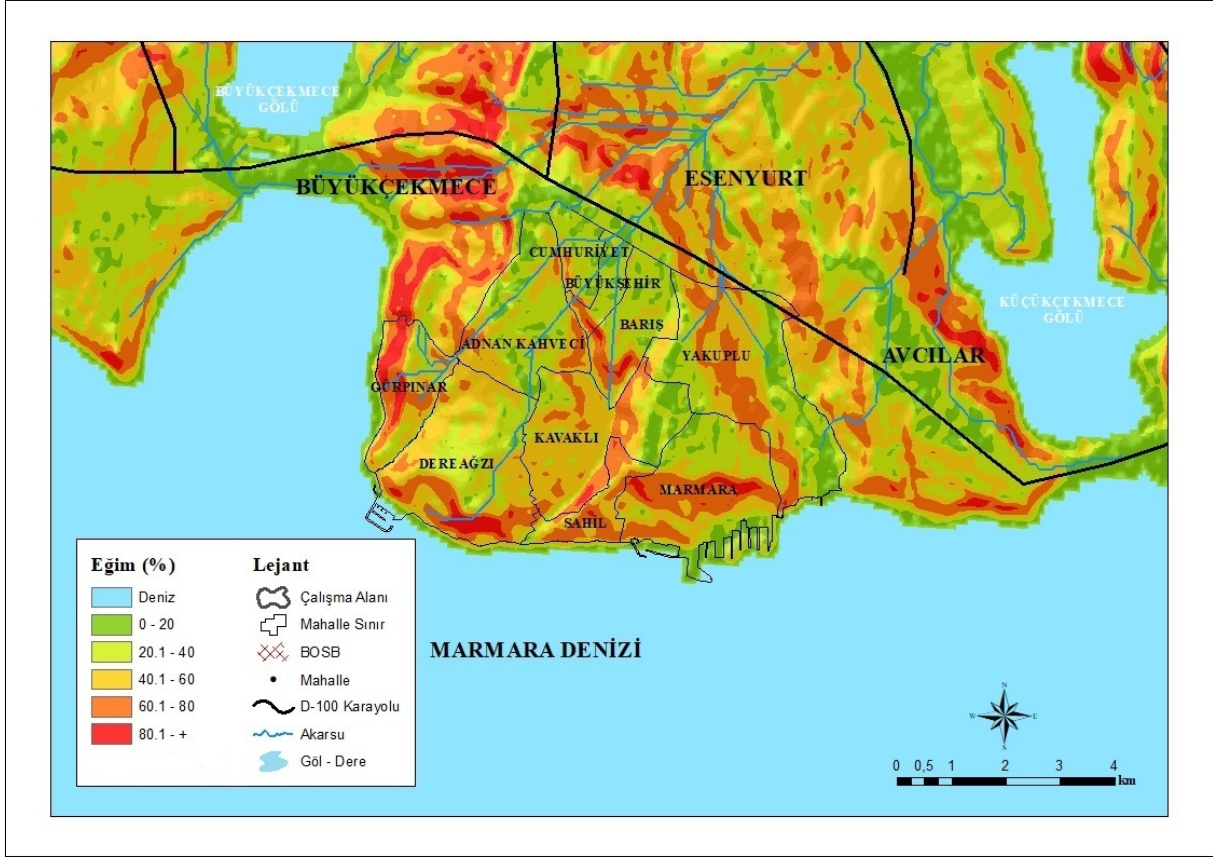 BÜYÜKÇEKMECE
GÖLÜ
BÜYÜKÇEKMECE
ESENYURT
CUMHURİYET
BÜYÜKŞEHİR
KÜÇÜKÇEKMECE
GÖLÜ
BARIŞ
ADNAN KAHVECİ
YAKUPLU
AVCILAR
GÜRPINAR
KAVAKLI
DEREAĞZI
MARMARA
SAHİL
Eğim (%)
Deniz
0 - 20
20.1 - 40
40.1 - 60
60.1 - 80
80.1 - +
Lejant
Çalışma Alanı
Mahalle Sınır
BOSB
Mahalle
D-100 Karayolu
Akarsu
Göl - Dere
MARMARA DENİZİ
N
W E
S
0 0,5 1 2 3 4
km